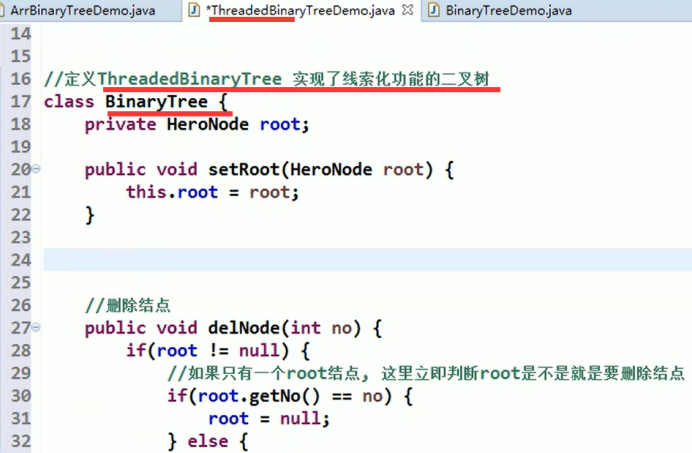 ArrBinaryTreeDemo.java *ThreadedBinaryTreeDemo.java BinaryTreeDemo.java
14
15
16 //定义ThreadedBinaryTree 实现了线索化功能的二叉树
17 class BinaryTree {
18 private HeroNode root;
19
20 public void setRoot(HeroNode root) {
21 this.root = root;
22 }
23
24
25
26 //删除结点
27 public void delNode(int no) {
28 if(root != null) {
29 //如果只有一个root结点, 这里立即判断root是不是就是要删除结点
30 if(root.getNo() == no) {
31 root = null;
32 } else {